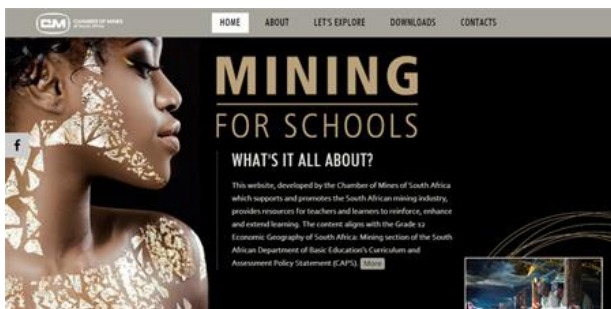 CM CHAMBER OF MINES
OF SOUTH AFRICA
HOME ABOUT LET'S EXPLORE DOWNLOADS CONTACTS
MINING
FOR SCHOOLS
WHAT'S IT ALL ABOUT?
This website, developed by the Chamber of Mines of South Africa
which supports and promotes the South African mining industry,
provides resources for teachers and learners to reinforce, enhance
and extend learning. The content aligns with the Grade 12
Economic Geography of South Africa: Mining section of the South
African Department of Basic Education's Curriculum and
Assessment Policy Statement (CAPS). More
f